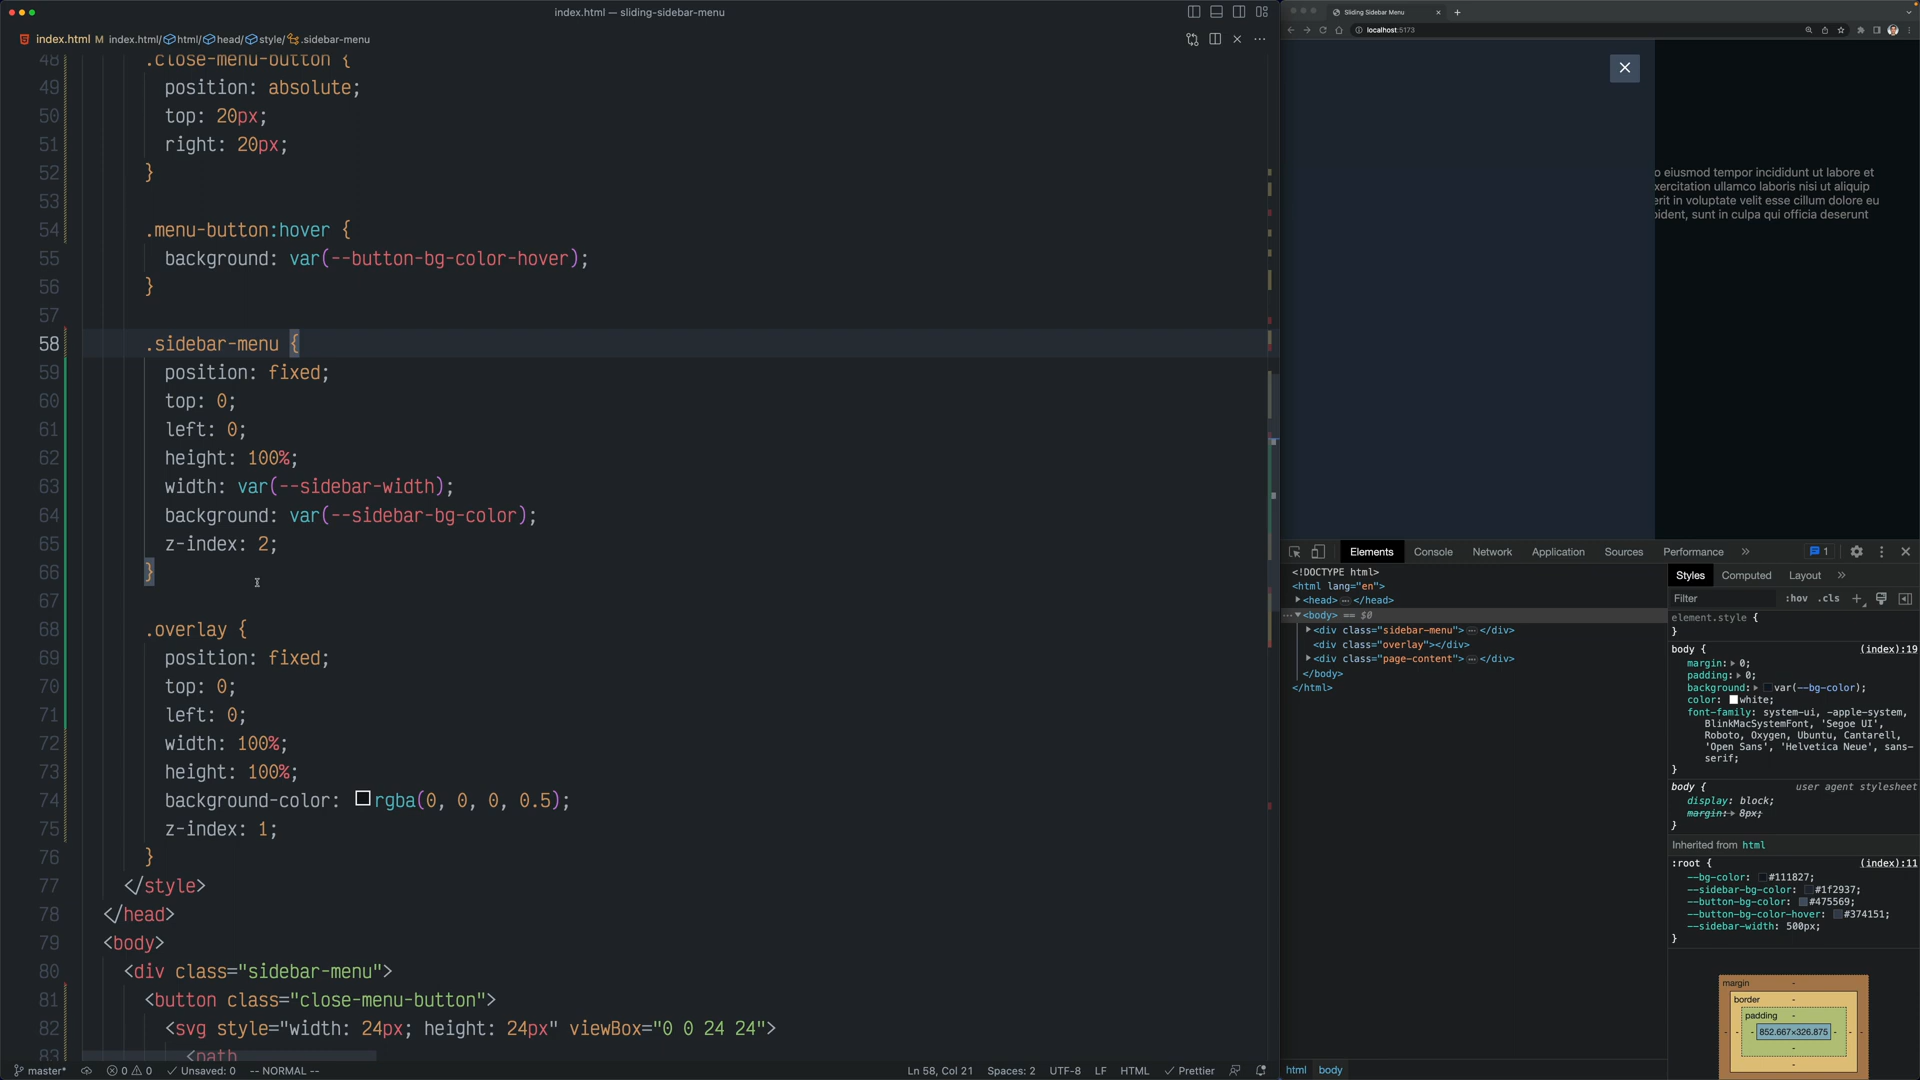 index.html — sliding-sidebar-menu
index.html M index.html/ html/ head/ style/ .sidebar-menu
48 .close-menu-button {
49 position: absolute;
50 top: 20px;
51 right: 20px;
52 }
53
54 .menu-button:hover {
55 background: var(--button-bg-color-hover);
56 }
57
58 .sidebar-menu {
59 position: fixed;
60 top: 0;
61 left: 0;
62 height: 100%;
63 width: var(--sidebar-width);
64 background: var(--sidebar-bg-color);
65 z-index: 2;
66 }
67
68 .overlay {
69 position: fixed;
70 top: 0;
71 left: 0;
72 width: 100%;
73 height: 100%;
74 background-color: rgba(0, 0, 0, 0.5);
75 z-index: 1;
76 }
77 </style>
78 </head>
79 <body>
80 <div class="sidebar-menu">
81 <button class="close-menu-button">
82 <svg style="width: 24px; height: 24px" viewBox="0 0 24 24">
83 <path
master* 0 0 Unsaved: 0 -- NORMAL -- Ln 58, Col 21 Spaces: 2 UTF-8 LF HTML Prettier
Sliding Sidebar Menu
localhost:5173
o eiusmod tempor incididunt ut labore et
xercitation ullamco laboris nisi ut aliquip
erit in voluptate velit esse cillum dolore eu
oident, sunt in culpa qui officia deserunt
Elements Console Network Application Sources Performance 1
<!DOCTYPE html>
<html lang="en">
<head> </head>
<body> == $0
<div class="sidebar-menu"> </div>
<div class="overlay"></div>
<div class="page-content"> </div>
</body>
</html>
html body
Styles Computed Layout
Filter :hov .cls
element.style {
}
body { (index):19
margin: 0;
padding: 0;
background: var(--bg-color);
color: white;
font-family: system-ui, -apple-system,
BlinkMacSystemFont, 'Segoe UI',
Roboto, Oxygen, Ubuntu, Cantarell,
'Open Sans', 'Helvetica Neue', sans-
serif;
}
body { user agent stylesheet
display: block;
margin: 8px;
}
Inherited from html
:root { (index):11
--bg-color: #111827;
--sidebar-bg-color: #1f2937;
--button-bg-color: #475569;
--button-bg-color-hover: #374151;
--sidebar-width: 500px;
}
margin -
border -
padding -
852.667×326.875